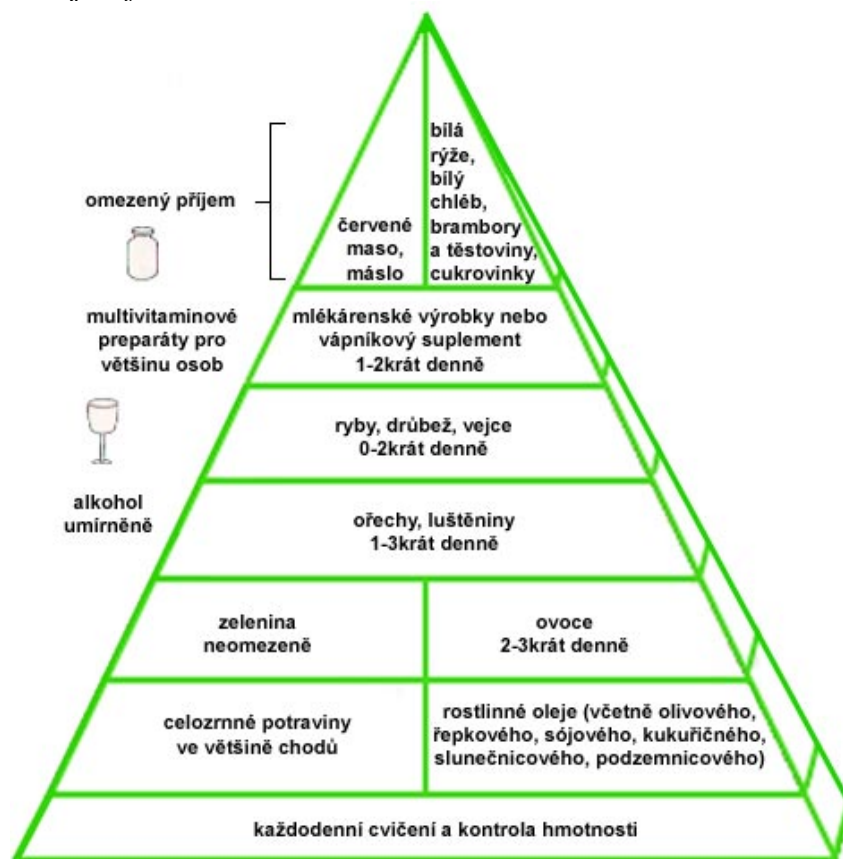 bílá
rýže,
bílý
chléb,
brambory
a těstoviny,
cukrovinky
omezený příjem
červené
maso,
máslo
multivitaminové
preparáty pro
většinu osob
mlékárenské výrobky nebo
vápníkový suplement
1-2krát denně
ryby, drůbež, vejce
0-2krát denně
alkohol
umírněně
ořechy, luštěniny
1-3krát denně
zelenina
neomezeně
ovoce
2-3krát denně
celozrnné potraviny
ve většině chodů
rostlinné oleje (včetně olivového,
řepkového, sójového, kukuřičného,
slunečnicového, podzemnicového)
každodenní cvičení a kontrola hmotnosti